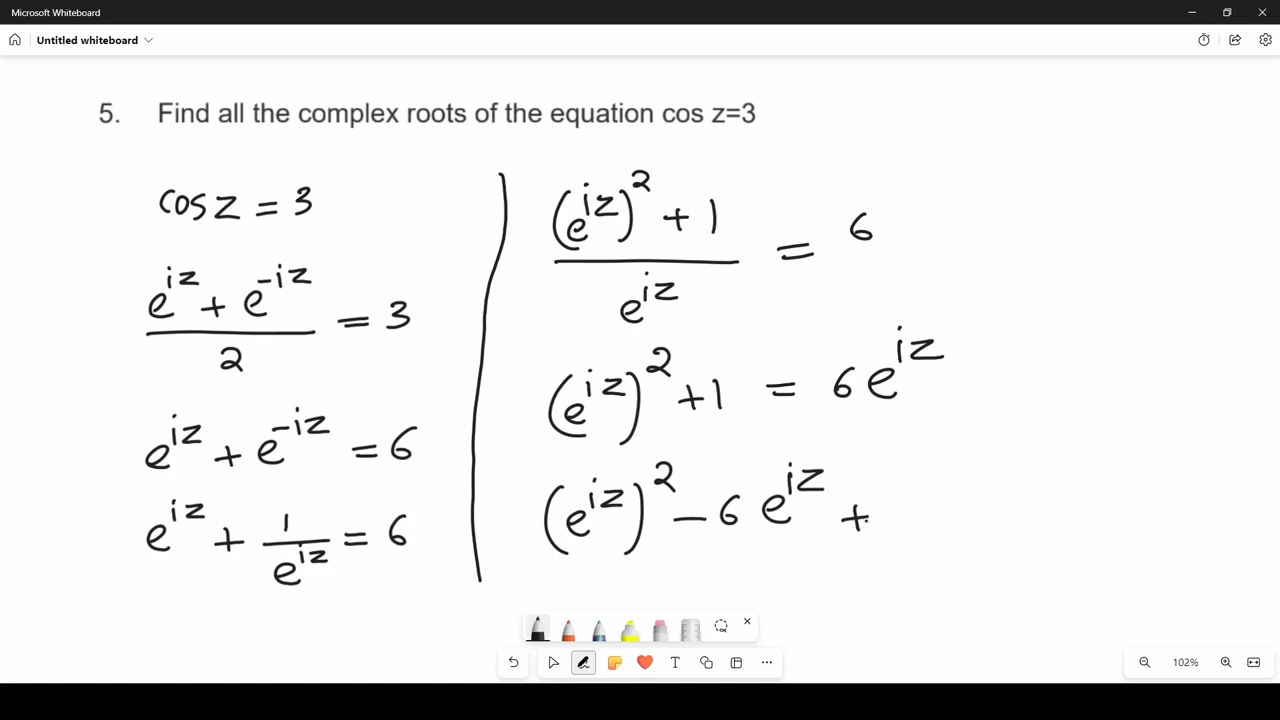 Microsoft Whiteboard
Untitled whiteboard
5. Find all the complex roots of the equation cos z=3
cos z = 3
(e^{iz} + e^{-iz})/2 = 3
e^{iz} + e^{-iz} = 6
e^{iz} + 1/e^{iz} = 6
((e^{iz})^2 + 1)/e^{iz} = 6
(e^{iz})^2 + 1 = 6e^{iz}
(e^{iz})^2 - 6e^{iz} +
102%